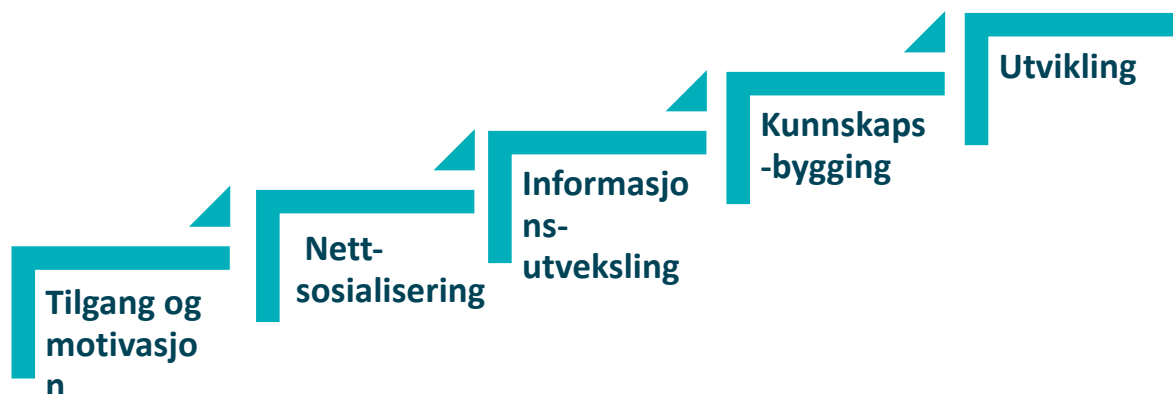 Tilgang og
motivasjo
n
Nett-
sosialisering
Informasjo
ns-
utveksling
Kunnskaps
-bygging
Utvikling